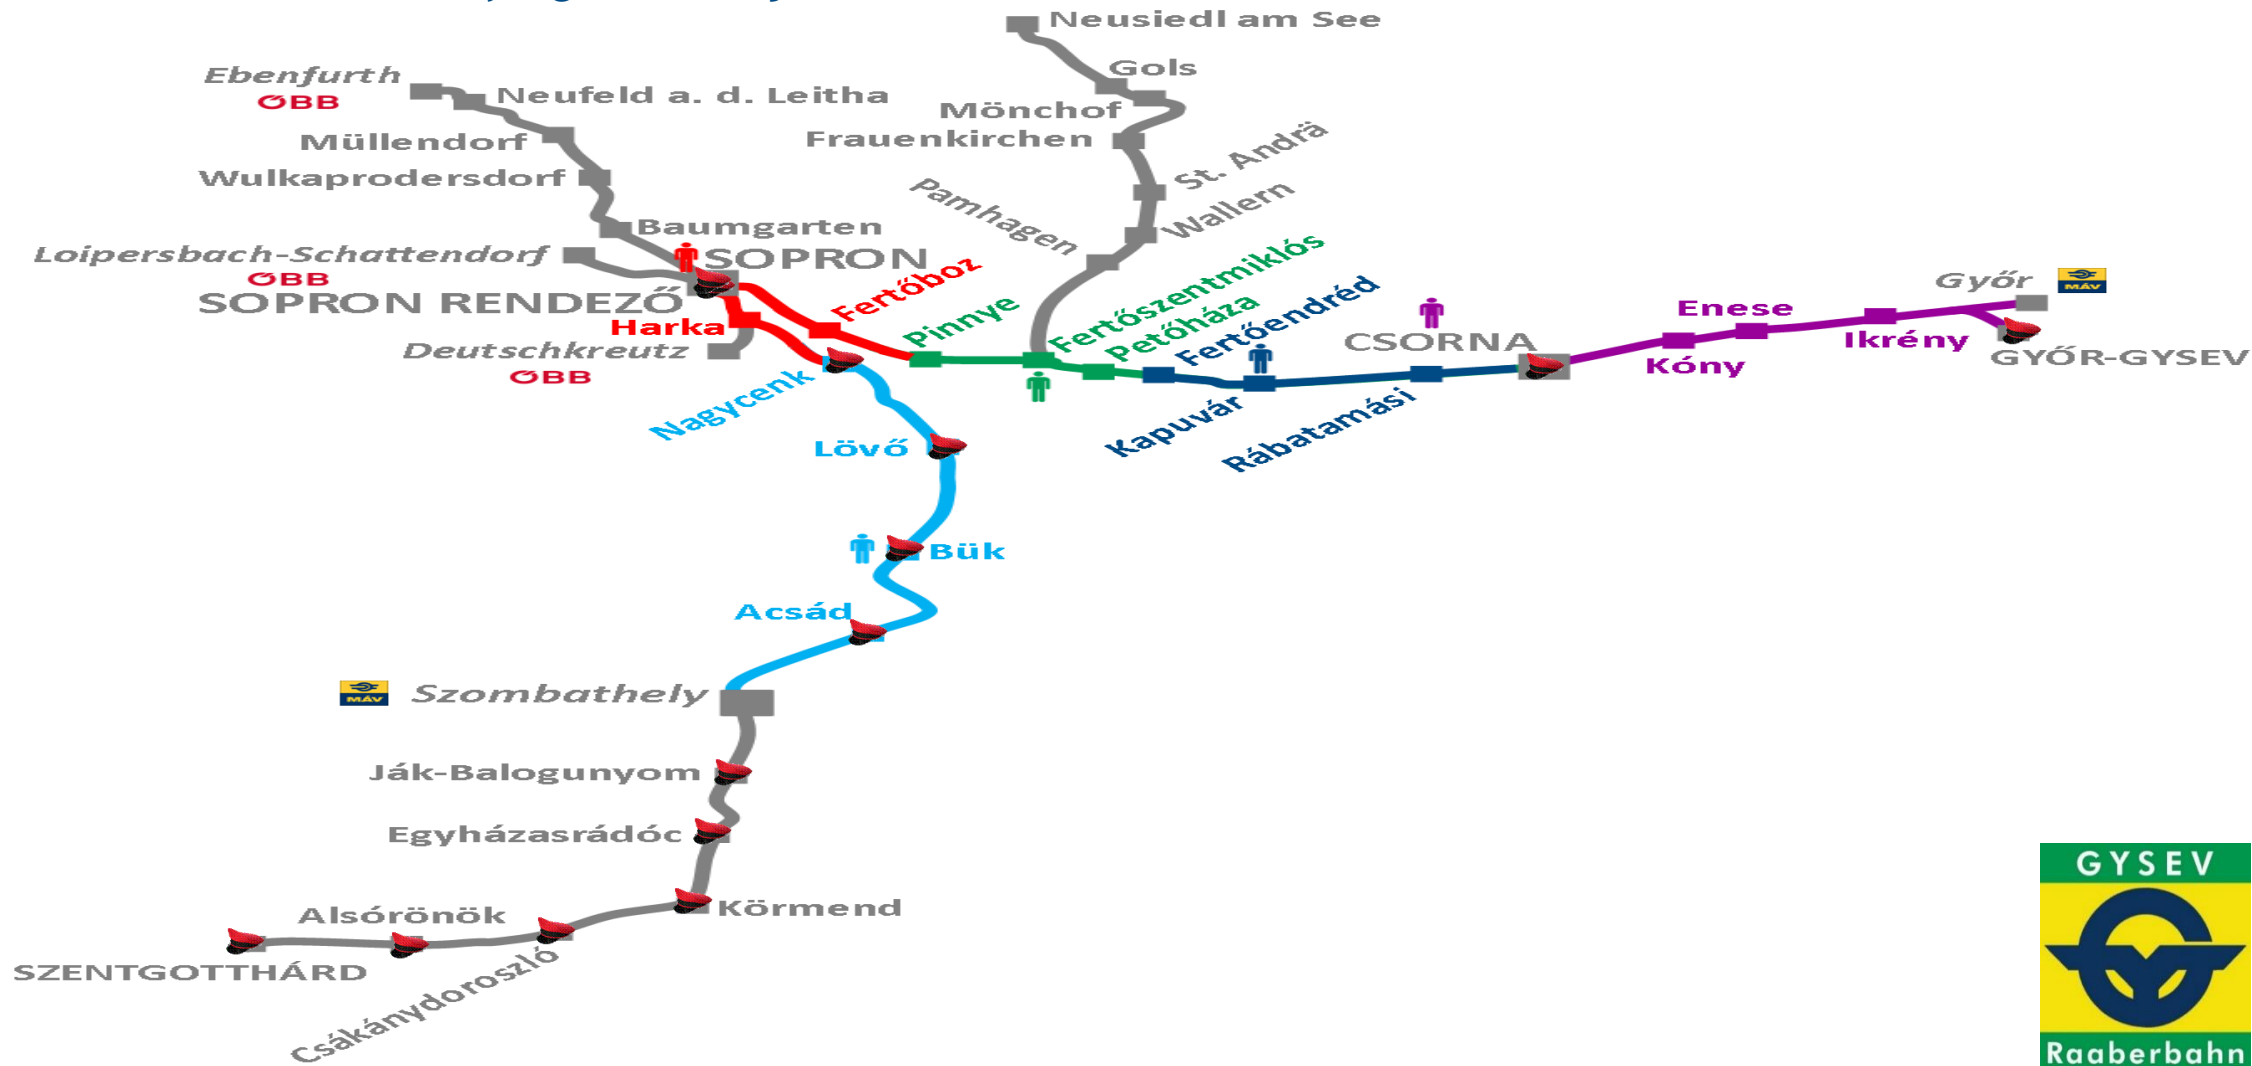 Neusiedl am See
Gols
Ebenfurth
ÖBB
Neufeld a. d. Leitha
Mönchof
Müllendorf
Frauenkirchen
St. Andrä
Wulkaprodersdorf
Pamhagen
Wallern
Baumgarten
Loipersbach-Schattendorf
ÖBB
SOPRON
SOPRON RENDEZŐ
Fertőboz
Harka
Deutschkreutz
ÖBB
Pinnye
Fertőszentmiklós
Petőháza
Fertőendréd
CSORNA
Enese
Győr
MÁV
Kóny
Ikrény
GYŐR-GYSEV
Nagycenk
Kapuvár
Rábatamási
Lövő
Bük
Acsád
MÁV
Szombathely
Ják-Balogunyom
Egyházasrádóc
Körmend
Alsórönök
SZENTGOTTHÁRD
Csákánydoroszló
GYSEV
Raaberbahn